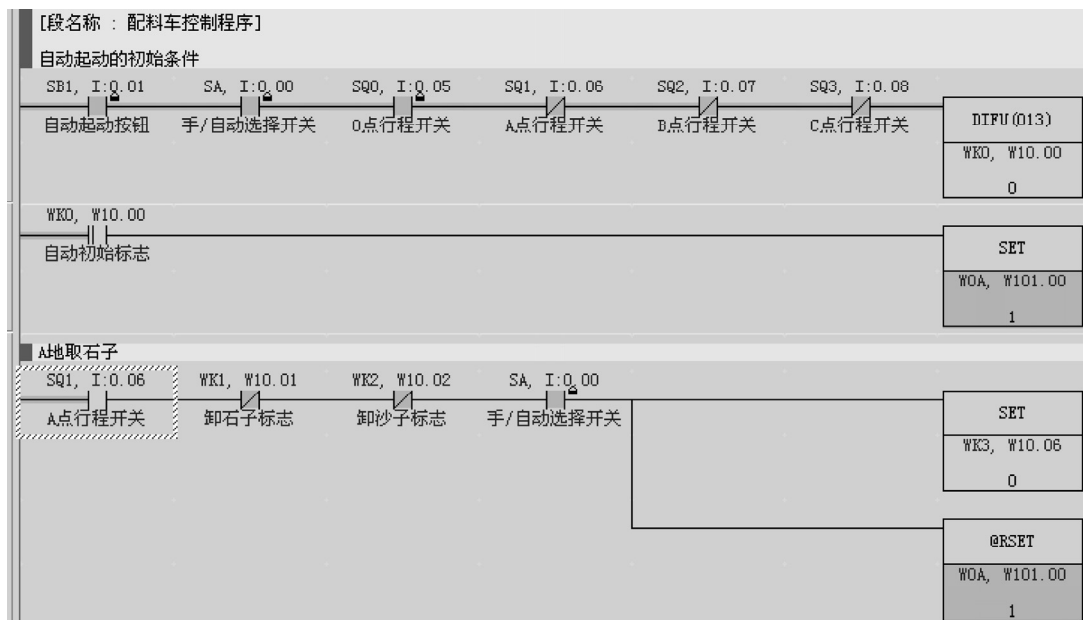 [段名称 : 配料车控制程序]
自动起动的初始条件
SB1, I:0.01 SA, I:0.00 SQ0, I:0.05 SQ1, I:0.06 SQ2, I:0.07 SQ3, I:0.08
自动起动按钮 手/自动选择开关 0点行程开关 A点行程开关 B点行程开关 C点行程开关
DIFU(013)
WK0, W10.00
0
WK0, W10.00
自动初始标志
SET
W0A, W101.00
1
A地取石子
SQ1, I:0.06 WK1, W10.01 WK2, W10.02 SA, I:0.00
A点行程开关 卸石子标志 卸沙子标志 手/自动选择开关
SET
WK3, W10.06
0
@RSET
W0A, W101.00
1